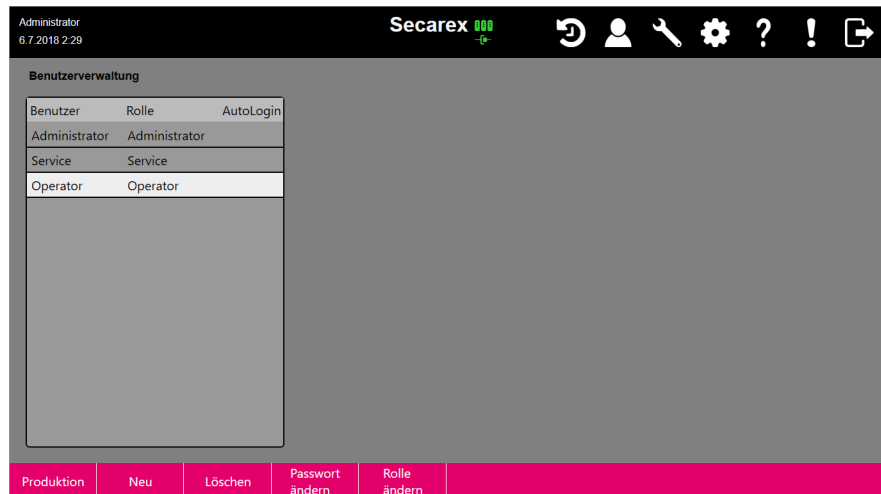 Administrator
6.7.2018 2:29
Secarex
Benutzerverwaltung
Benutzer Rolle AutoLogin
Administrator Administrator
Service Service
Operator Operator
Produktion Neu Löschen Passwort ändern Rolle ändern